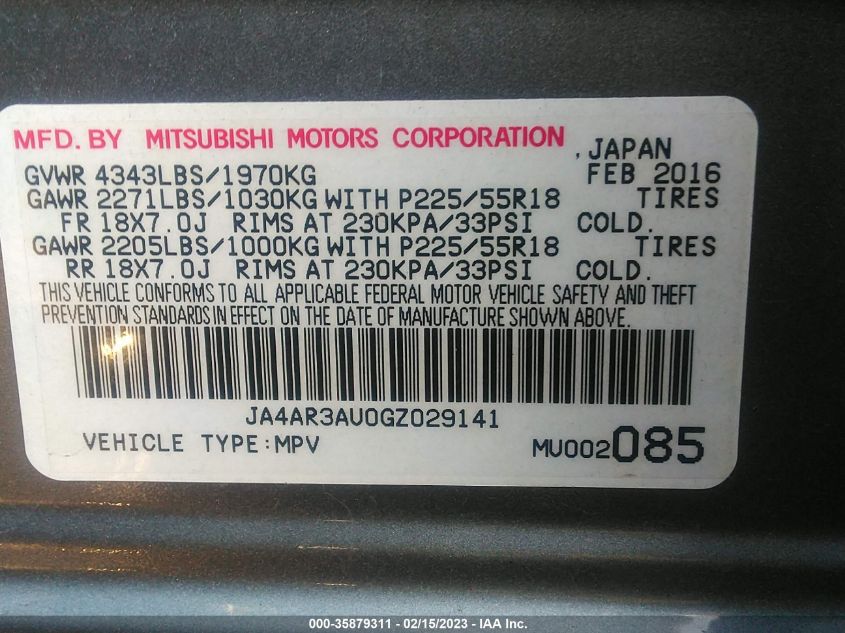 MFD. BY MITSUBISHI MOTORS CORPORATION , JAPAN
GVWR 4343LBS/1970KG FEB 2016
GAWR 2271LBS/1030KG WITH P225/55R18 TIRES
FR 18X7.0J RIMS AT 230KPA/33PSI COLD.
GAWR 2205LBS/1000KG WITH P225/55R18 TIRES
RR 18X7.0J RIMS AT 230KPA/33PSI COLD.
THIS VEHICLE CONFORMS TO ALL APPLICABLE FEDERAL MOTOR VEHICLE SAFETY AND THEFT
PREVENTION STANDARDS IN EFFECT ON THE DATE OF MANUFACTURE SHOWN ABOVE.
JA4AR3AU0GZ029141
VEHICLE TYPE:MPV MU002085
000-35879311 - 02/15/2023 - IAA Inc.